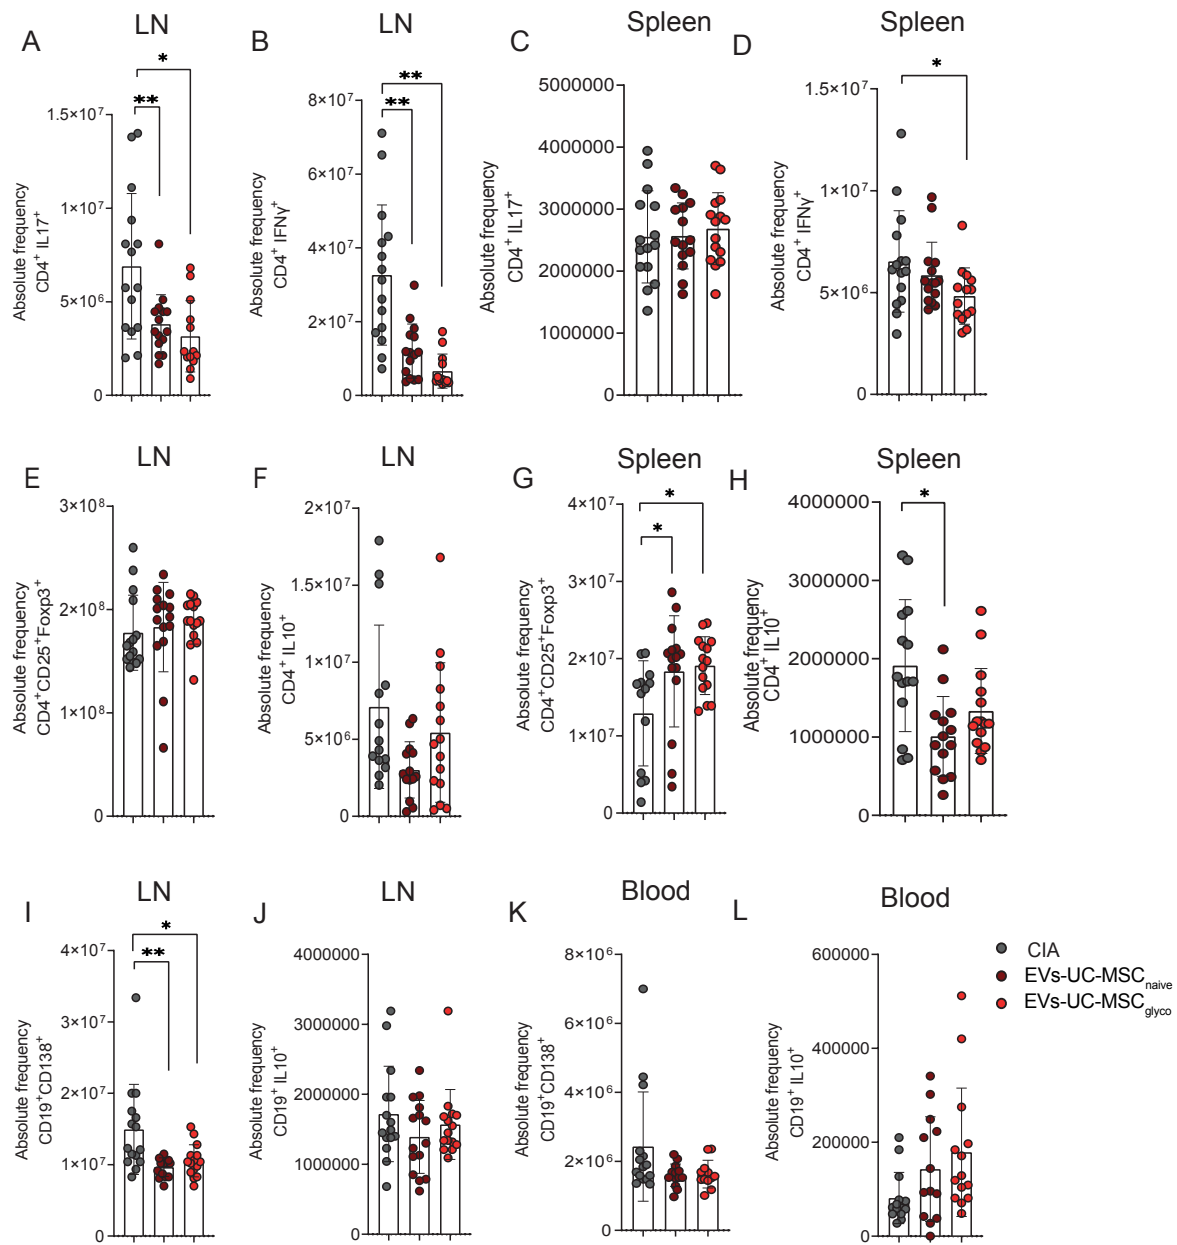 A
LN
Absolute frequency
CD4⁺ IL17⁺
1.5×10⁷
1×10⁷
5×10⁶
0
**
*
B
LN
Absolute frequency
CD4⁺ IFNγ⁺
8×10⁷
6×10⁷
4×10⁷
2×10⁷
0
**
**
C
Spleen
Absolute frequency
CD4⁺ IL17⁺
5000000
4000000
3000000
2000000
1000000
0
D
Spleen
Absolute frequency
CD4⁺ IFNγ⁺
1.5×10⁷
1×10⁷
5×10⁶
0
*
E
LN
Absolute frequency
CD4⁺CD25⁺Foxp3⁺
3×10⁸
2×10⁸
1×10⁸
0
F
LN
Absolute frequency
CD4⁺ IL10⁺
2×10⁷
1×10⁷
1×10⁷
5×10⁶
0
G
Spleen
Absolute frequency
CD4⁺CD25⁺Foxp3⁺
4×10⁷
3×10⁷
2×10⁷
1×10⁷
0
*
*
H
Spleen
Absolute frequency
CD4⁺ IL10⁺
4000000
3000000
2000000
1000000
0
*
I
LN
Absolute frequency
CD19⁺CD138⁺
4×10⁷
3×10⁷
2×10⁷
1×10⁷
0
*
**
J
LN
Absolute frequency
CD19⁺ IL10⁺
4000000
3000000
2000000
1000000
0
K
Blood
Absolute frequency
CD19⁺CD138⁺
8×10⁶
6×10⁶
4×10⁶
2×10⁶
0
L
Blood
Absolute frequency
CD19⁺ IL10⁺
600000
400000
200000
0
CIA
EVs-UC-MSCnaive
EVs-UC-MSCglyco